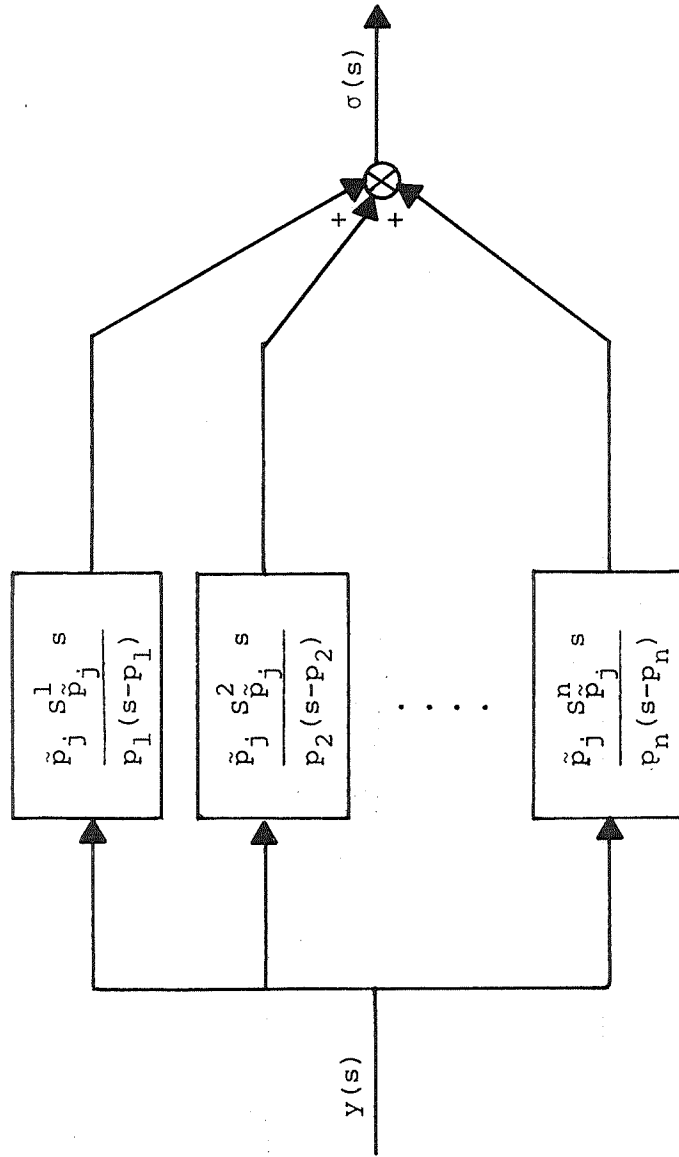 y(s)
p̃j S¹p̃j s
p1(s-p1)
p̃j S²p̃j s
p2(s-p2)
. . . .
p̃j Sⁿp̃j s
pn(s-pn)
+
+
σ(s)